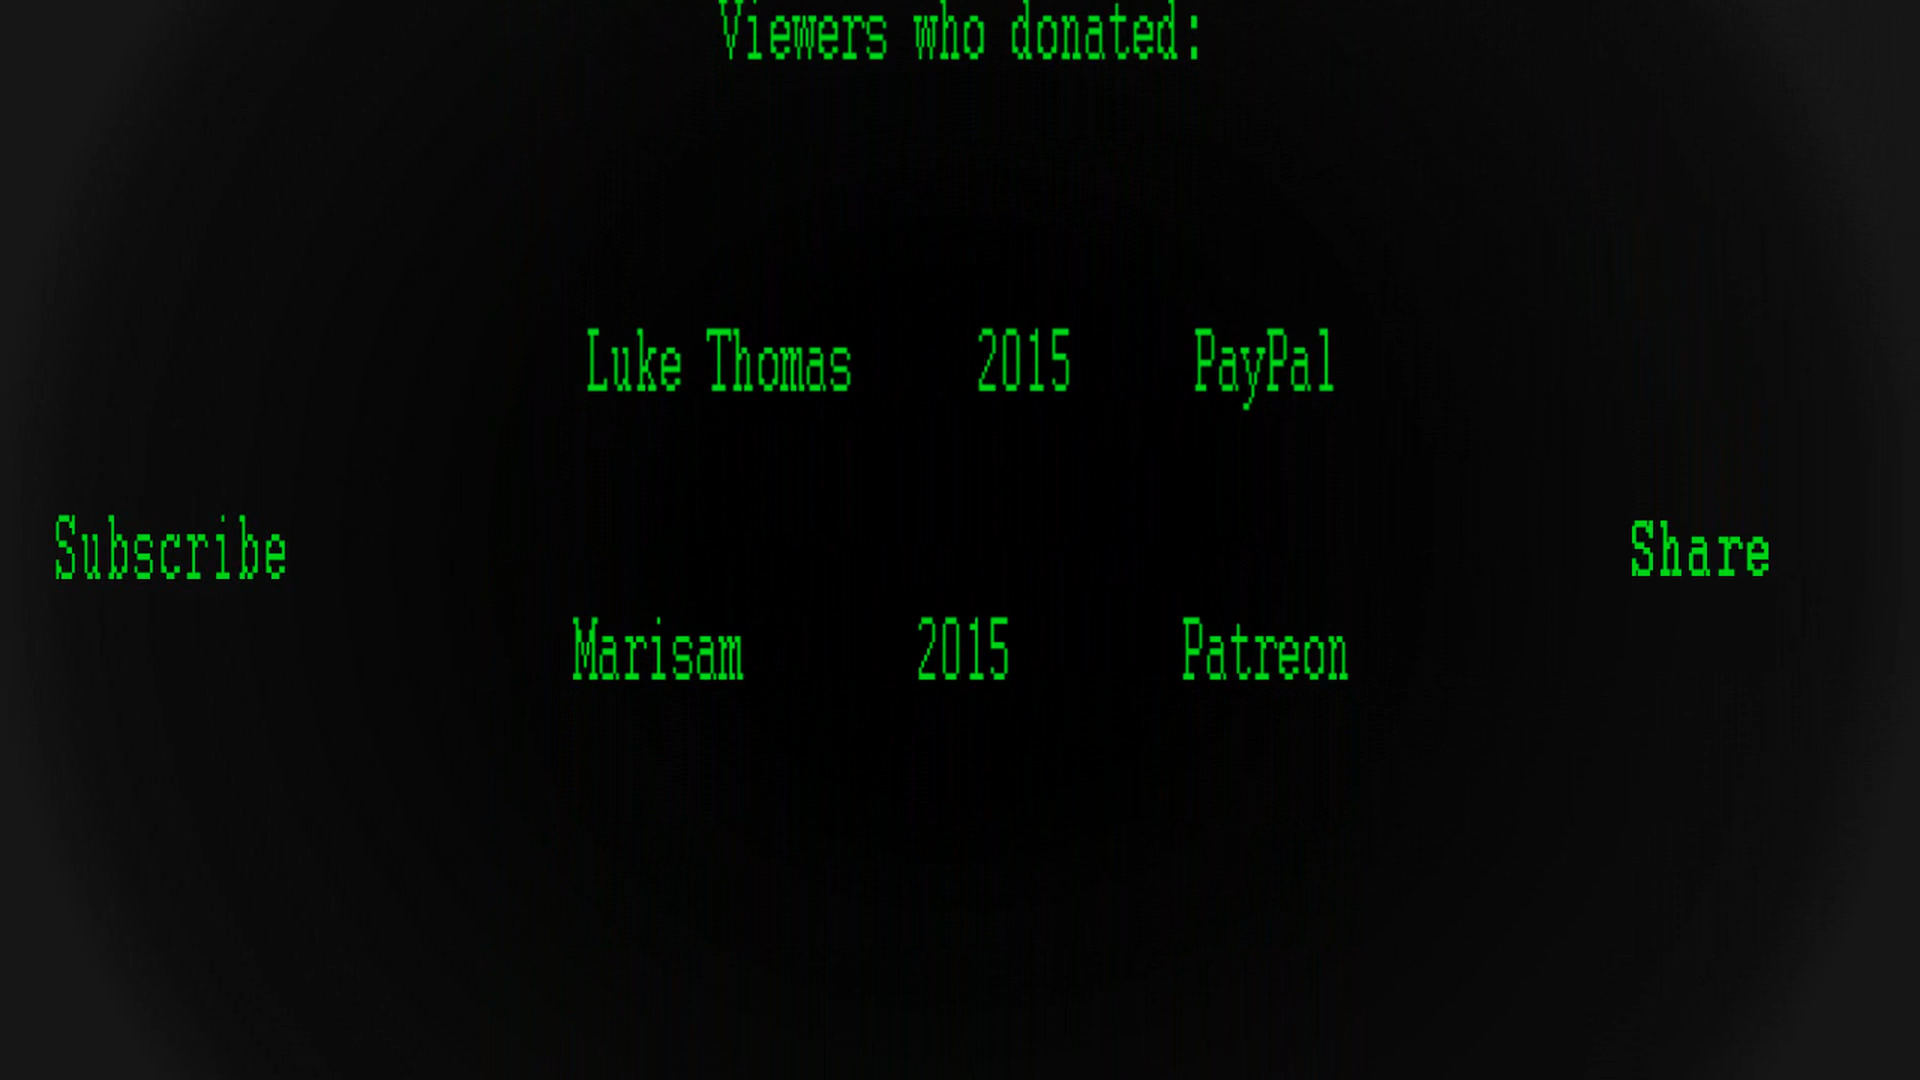 Viewers who donated:
Luke Thomas 2015 PayPal
Subscribe
Share
Marisam 2015 Patreon